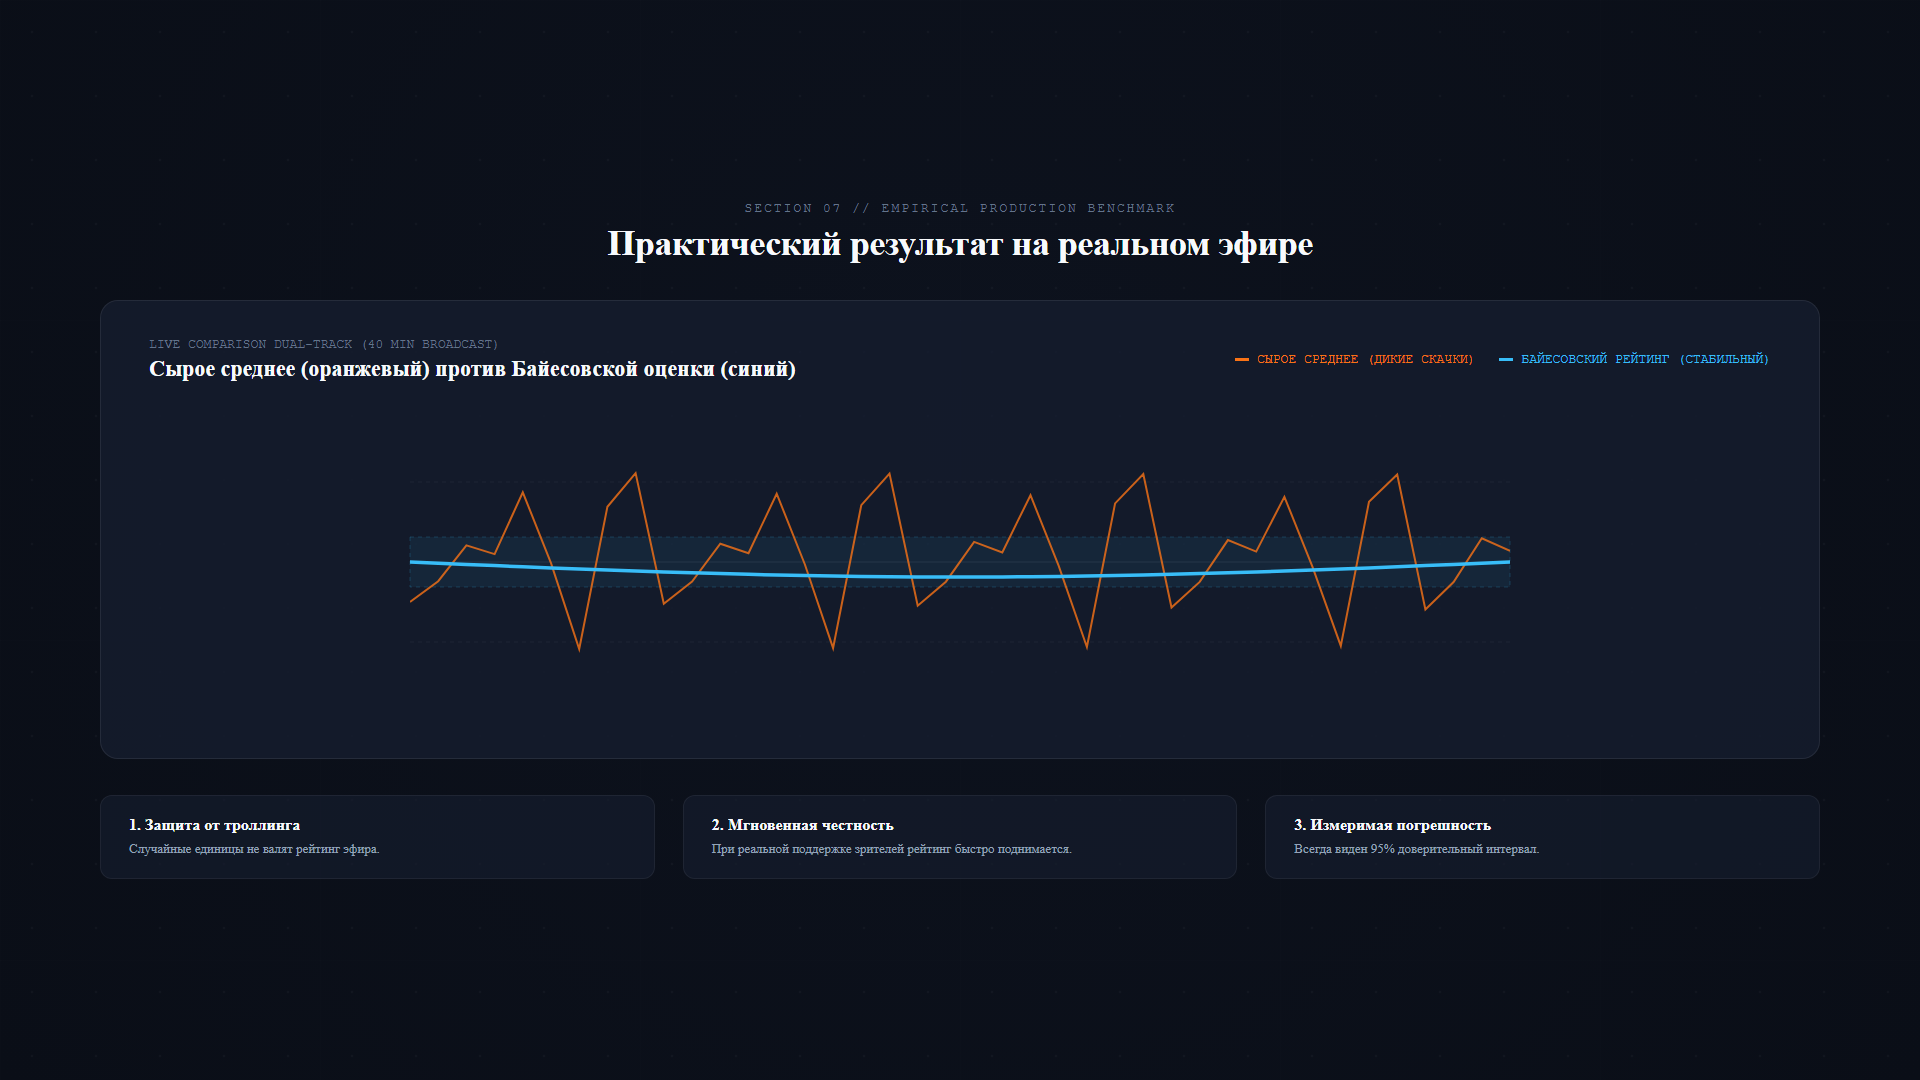 SECTION 07 // EMPIRICAL PRODUCTION BENCHMARK
Практический результат на реальном эфире
LIVE COMPARISON DUAL-TRACK (40 MIN BROADCAST)
Сырое среднее (оранжевый) против Байесовской оценки (синий)
СЫРОЕ СРЕДНЕЕ (ДИКИЕ СКАЧКИ)
БАЙЕСОВСКИЙ РЕЙТИНГ (СТАБИЛЬНЫЙ)
1. Защита от троллинга
Случайные единицы не валят рейтинг эфира.
2. Мгновенная честность
При реальной поддержке зрителей рейтинг быстро поднимается.
3. Измеримая погрешность
Всегда виден 95% доверительный интервал.